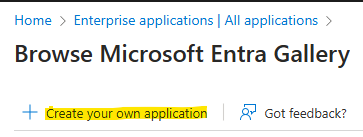 Home > Enterprise applications | All applications >
Browse Microsoft Entra Gallery
+ Create your own application | Got feedback?